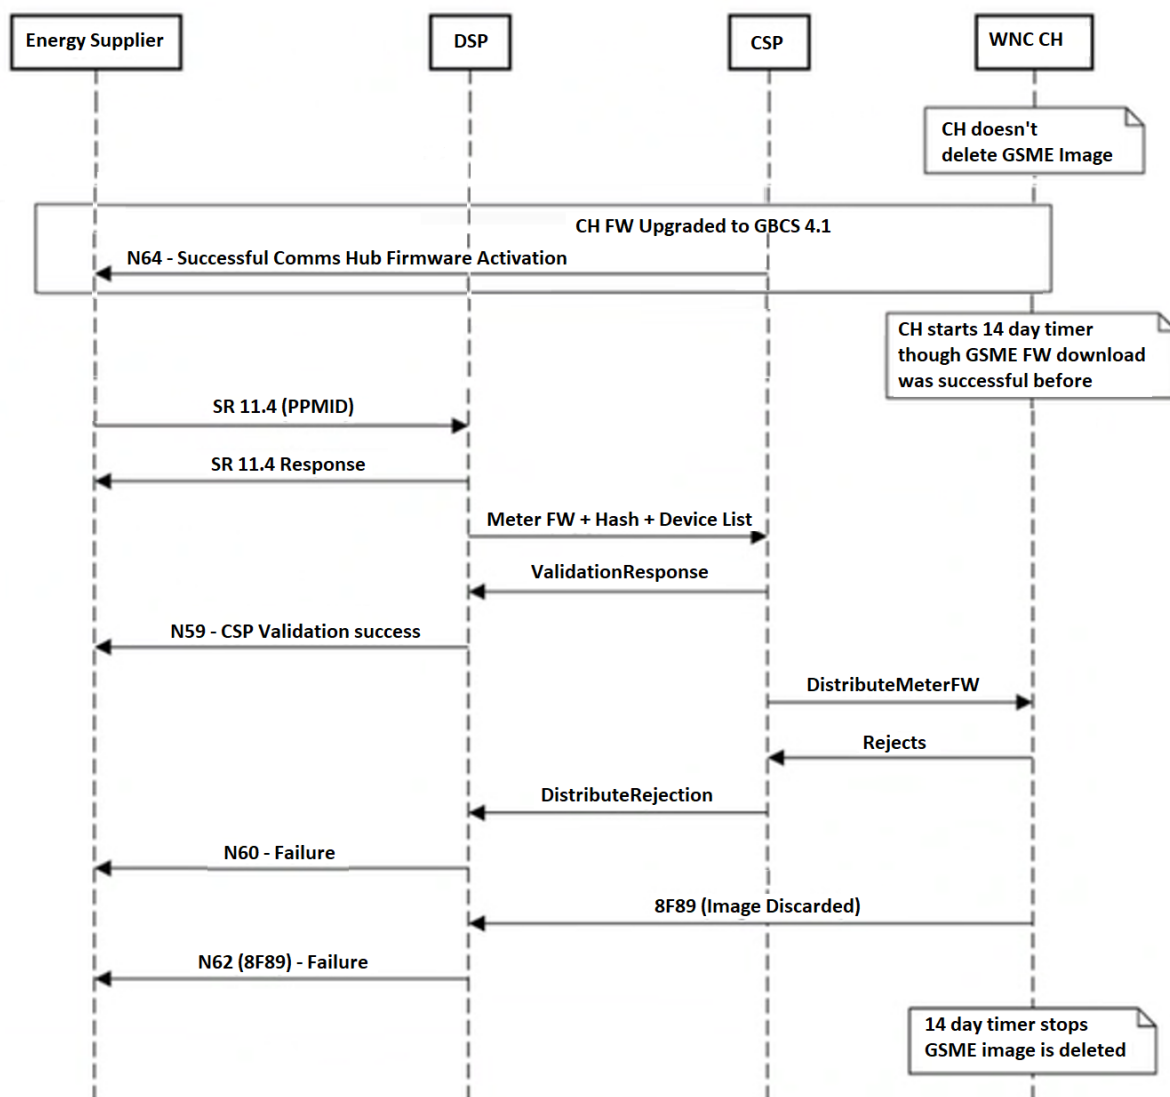 Energy Supplier
DSP
CSP
WNC CH
CH doesn't
delete GSME Image
CH FW Upgraded to GBCS 4.1
N64 - Successful Comms Hub Firmware Activation
CH starts 14 day timer
though GSME FW download
was successful before
SR 11.4 (PPMID)
SR 11.4 Response
Meter FW + Hash + Device List
ValidationResponse
N59 - CSP Validation success
DistributeMeterFW
Rejects
DistributeRejection
N60 - Failure
8F89 (Image Discarded)
N62 (8F89) - Failure
14 day timer stops
GSME image is deleted